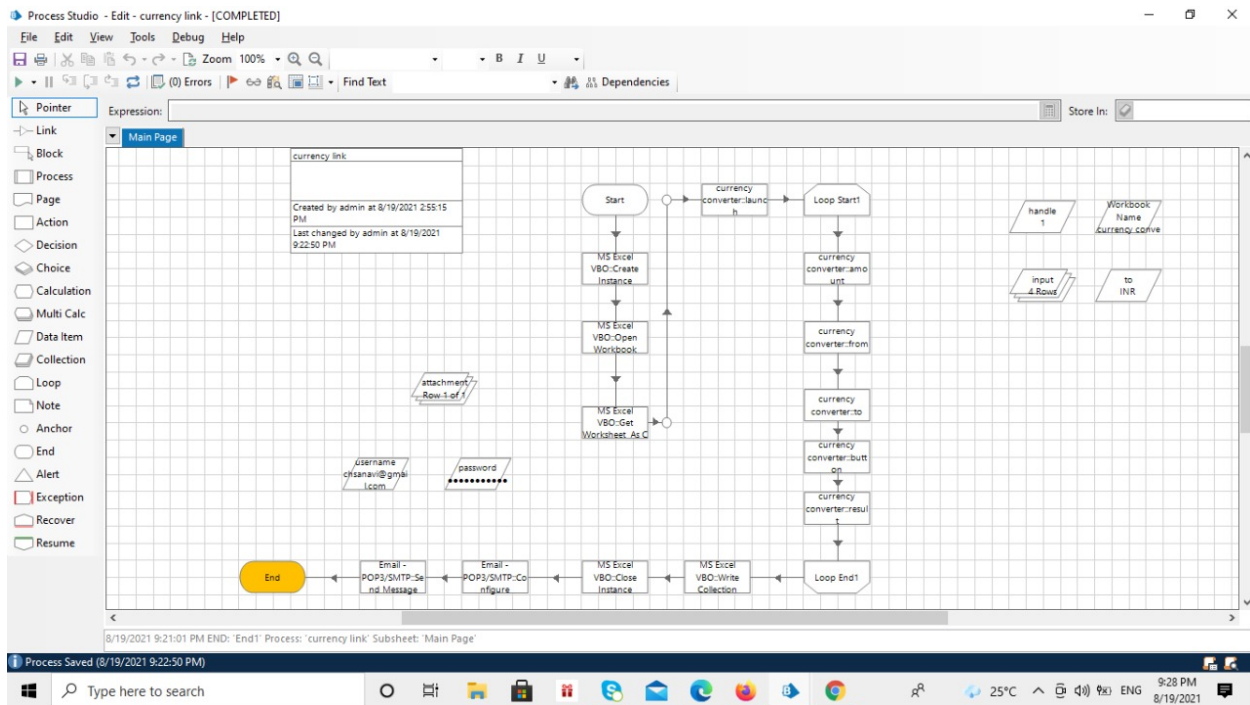 Process Studio - Edit - currency link - [COMPLETED]
File Edit View Tools Debug Help
Zoom 100% B I U
(0) Errors Find Text Dependencies
Pointer
Link
Block
Process
Page
Action
Decision
Choice
Calculation
Multi Calc
Data Item
Collection
Loop
Note
Anchor
End
Alert
Exception
Recover
Resume
Expression:
Store In:
Main Page
currency link
Created by admin at 8/19/2021 2:55:15
PM
Last changed by admin at 8/19/2021
9:22:50 PM
Start
MS Excel
VBO::Create
Instance
MS Excel
VBO::Open
Workbook
MS Excel
VBO::Get
Worksheet As C
currency
converter::launc
h
Loop Start1
currency
converter::amo
unt
currency
converter::from
currency
converter::to
currency
converter::butt
on
currency
converter::resul
t
Loop End1
MS Excel
VBO::Write
Collection
MS Excel
VBO::Close
Instance
Email -
POP3/SMTP::Co
nfigure
Email -
POP3/SMTP::Se
nd Message
End
attachment
Row 1 of 1
username
chsanavi@gmai
l.com
password
●●●●●●●●●●●
handle
1
Workbook
Name
currency conve
input
4 Rows
to
INR
8/19/2021 9:21:01 PM END: 'End1' Process: 'currency link' Subsheet: 'Main Page'
Process Saved (8/19/2021 9:22:50 PM)
Type here to search
25°C
ENG
9:28 PM
8/19/2021